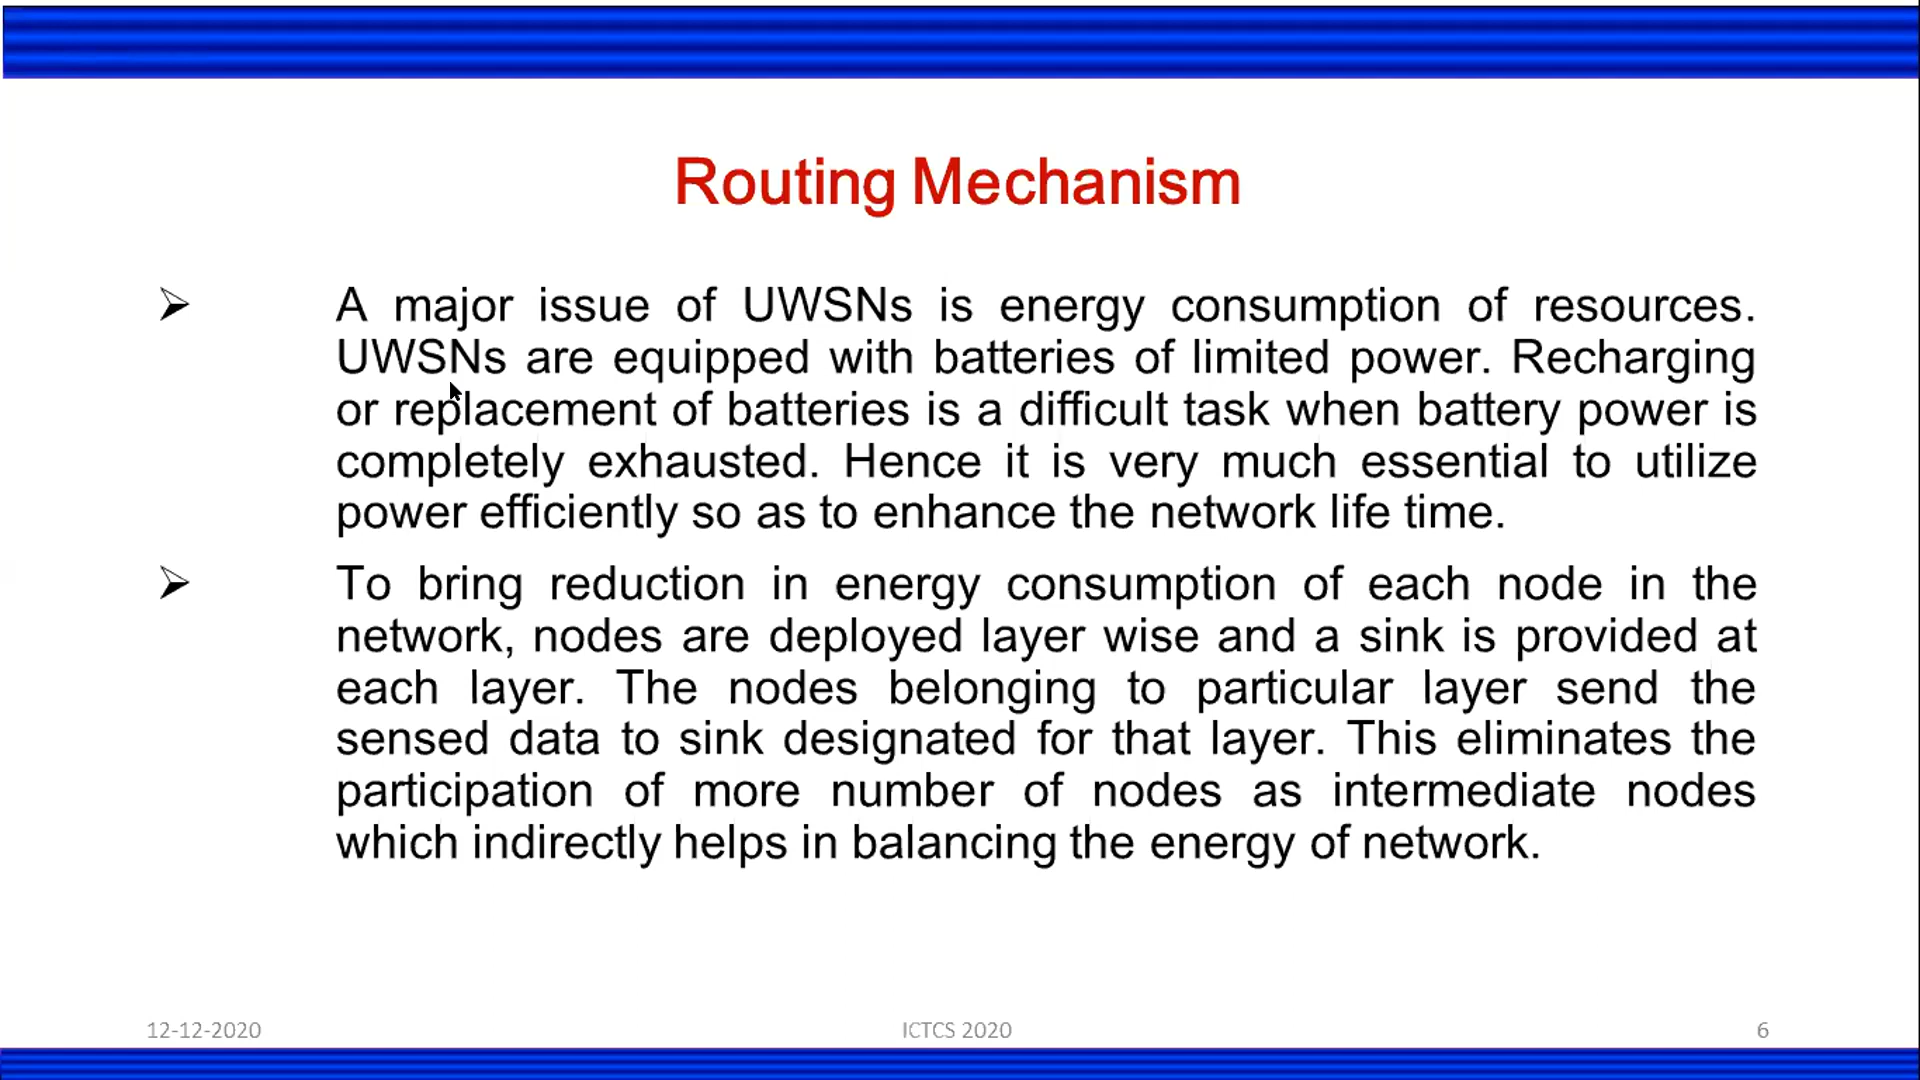 Routing Mechanism
A major issue of UWSNs is energy consumption of resources.
UWSNs are equipped with batteries of limited power. Recharging
or replacement of batteries is a difficult task when battery power is
completely exhausted. Hence it is very much essential to utilize
power efficiently so as to enhance the network life time.
To bring reduction in energy consumption of each node in the
network, nodes are deployed layer wise and a sink is provided at
each layer. The nodes belonging to particular layer send the
sensed data to sink designated for that layer. This eliminates the
participation of more number of nodes as intermediate nodes
which indirectly helps in balancing the energy of network.
12-12-2020
ICTCS 2020
6